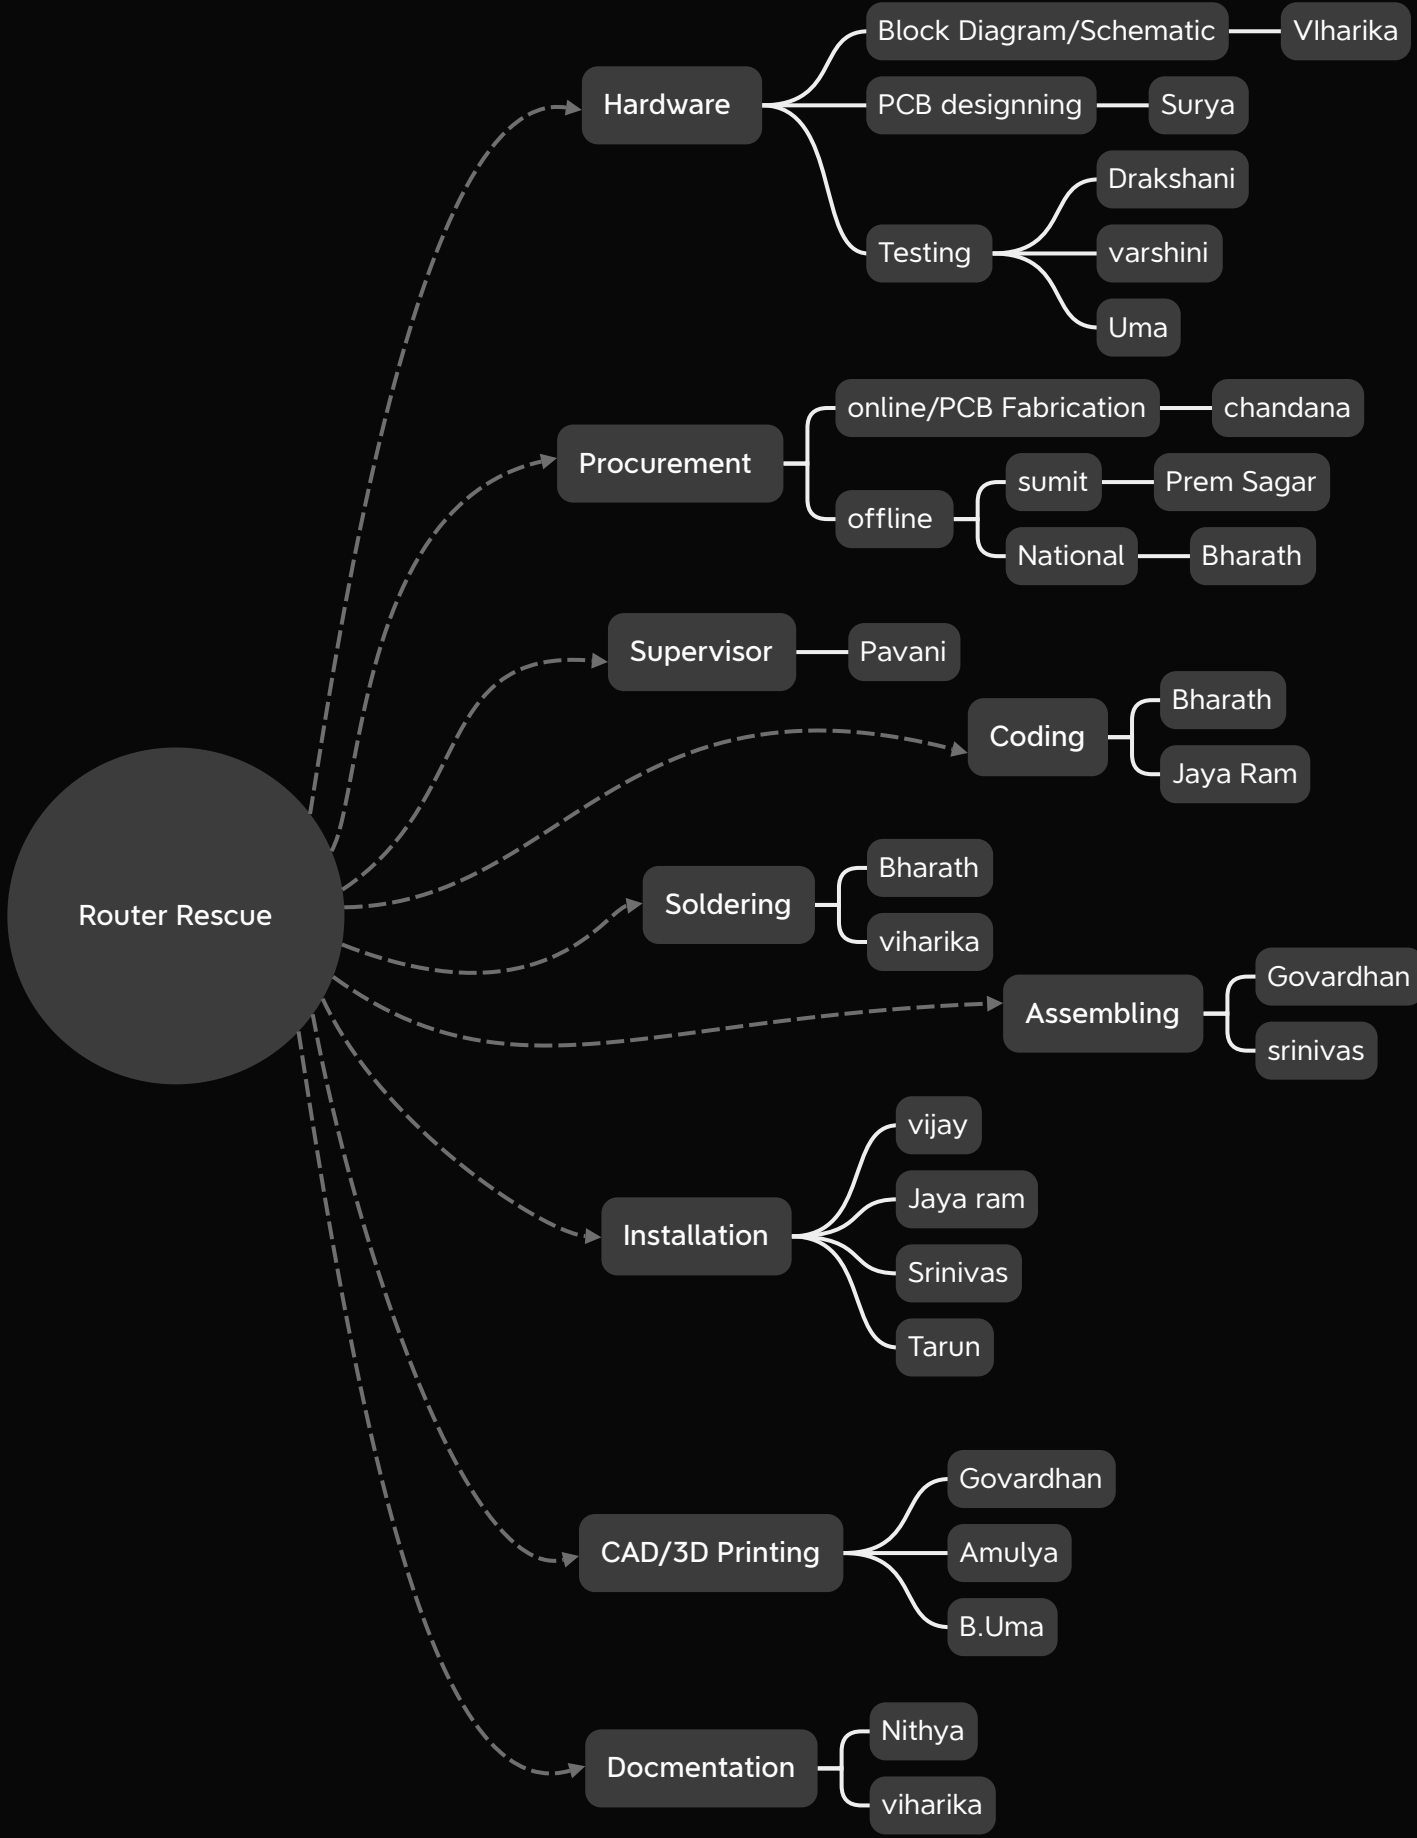 Router Rescue
Hardware
Block Diagram/Schematic
VIharika
PCB designning
Surya
Testing
Drakshani
varshini
Uma
Procurement
online/PCB Fabrication
chandana
offline
sumit
Prem Sagar
National
Bharath
Supervisor
Pavani
Coding
Bharath
Jaya Ram
Soldering
Bharath
viharika
Assembling
Govardhan
srinivas
Installation
vijay
Jaya ram
Srinivas
Tarun
CAD/3D Printing
Govardhan
Amulya
B.Uma
Docmentation
Nithya
viharika